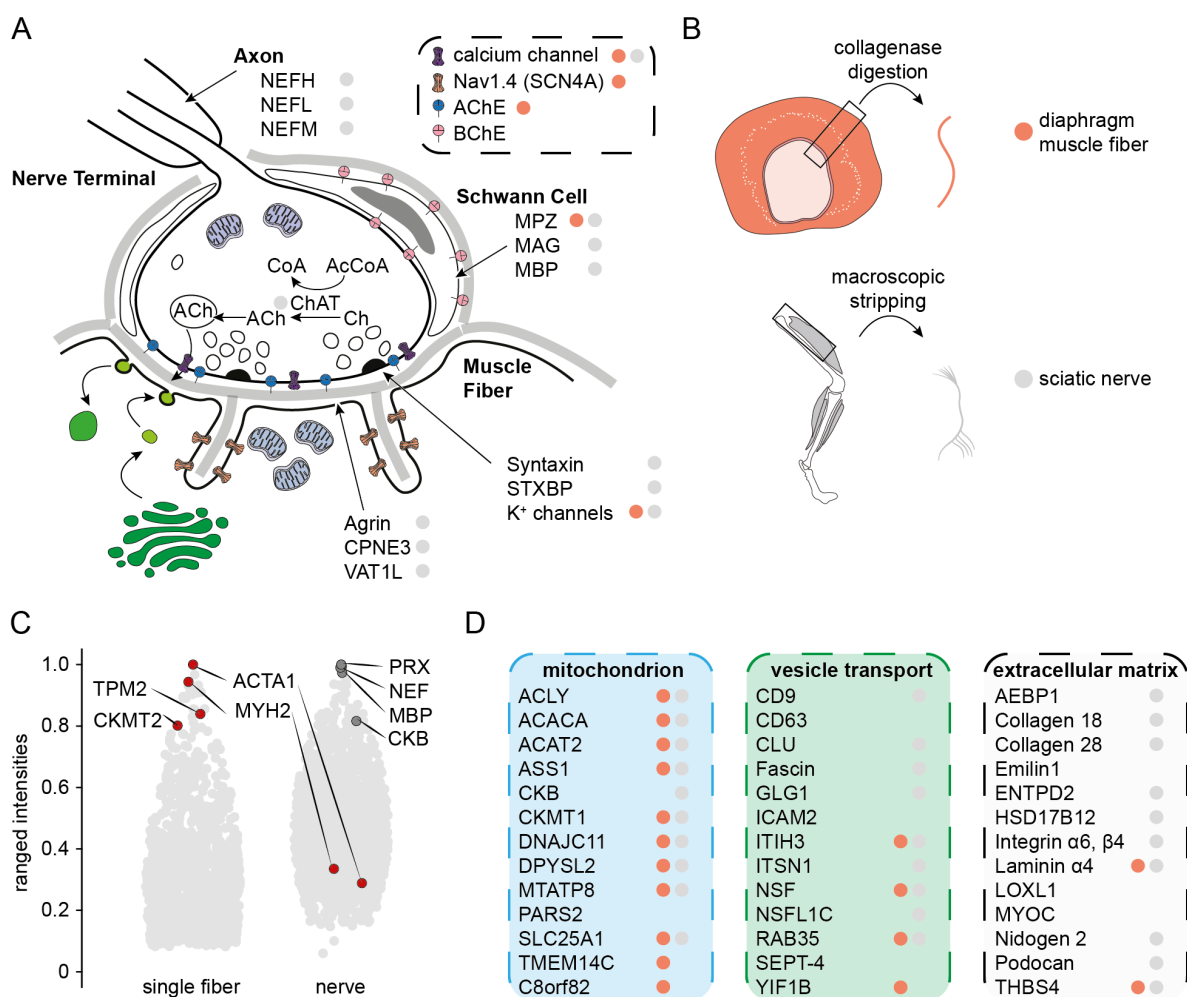 A
Axon
NEFH
NEFL
NEFM
calcium channel
Nav1.4 (SCN4A)
AChE
BChE
Nerve Terminal
Schwann Cell
MPZ
MAG
MBP
CoA
AcCoA
ChAT
ACh
ACh
Ch
Muscle
Fiber
Syntaxin
STXBP
K⁺ channels
Agrin
CPNE3
VAT1L
B
collagenase
digestion
diaphragm
muscle fiber
macroscopic
stripping
sciatic nerve
C
ranged intensities
1.0
0.8
0.6
0.4
0.2
0
TPM2
CKMT2
ACTA1
MYH2
PRX
NEF
MBP
CKB
single fiber
nerve
D
mitochondrion
ACLY
ACACA
ACAT2
ASS1
CKB
CKMT1
DNAJC11
DPYSL2
MTATP8
PARS2
SLC25A1
TMEM14C
C8orf82
vesicle transport
CD9
CD63
CLU
Fascin
GLG1
ICAM2
ITIH3
ITSN1
NSF
NSFL1C
RAB35
SEPT-4
YIF1B
extracellular matrix
AEBP1
Collagen 18
Collagen 28
Emilin1
ENTPD2
HSD17B12
Integrin α6, β4
Laminin α4
LOXL1
MYOC
Nidogen 2
Podocan
THBS4